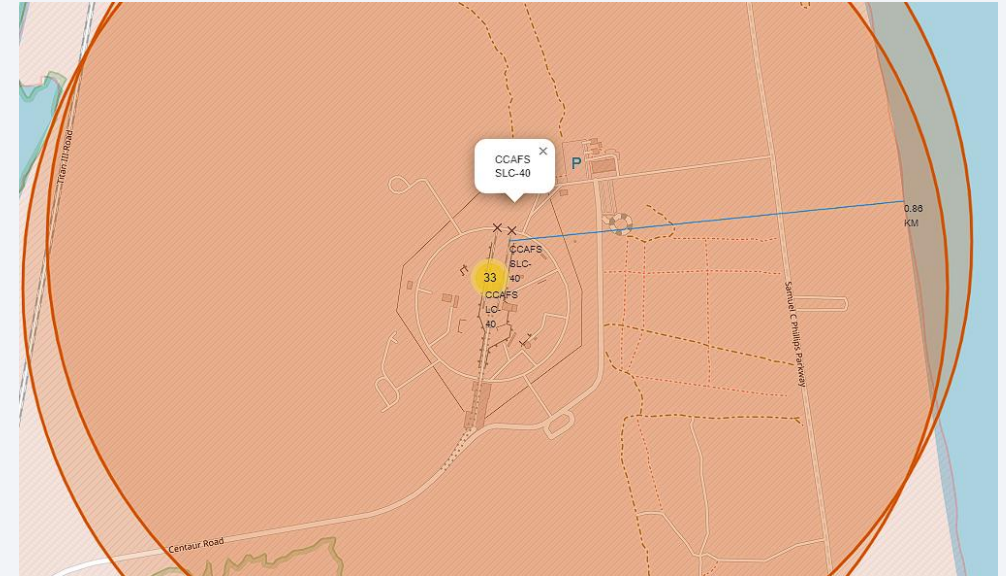 Titan III Road
CCAFS
SLC-40
×
P
0.86
KM
CCAFS
SLC-
40
33
CCAFS
LC-
40
Samuel C Phillips Parkway
Centaur Road